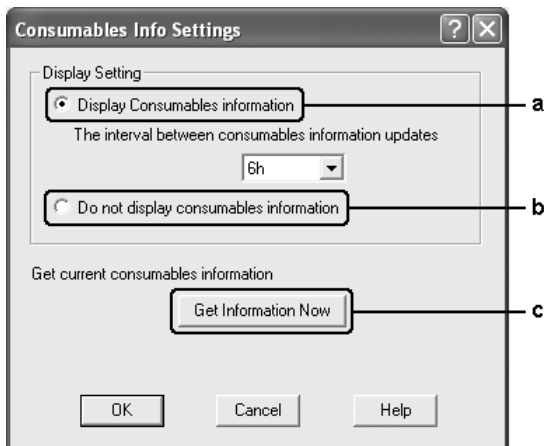 Consumables Info Settings
Display Setting
Display Consumables information
a
The interval between consumables information updates
6h
Do not display consumables information
b
Get current consumables information
Get Information Now
c
OK Cancel Help